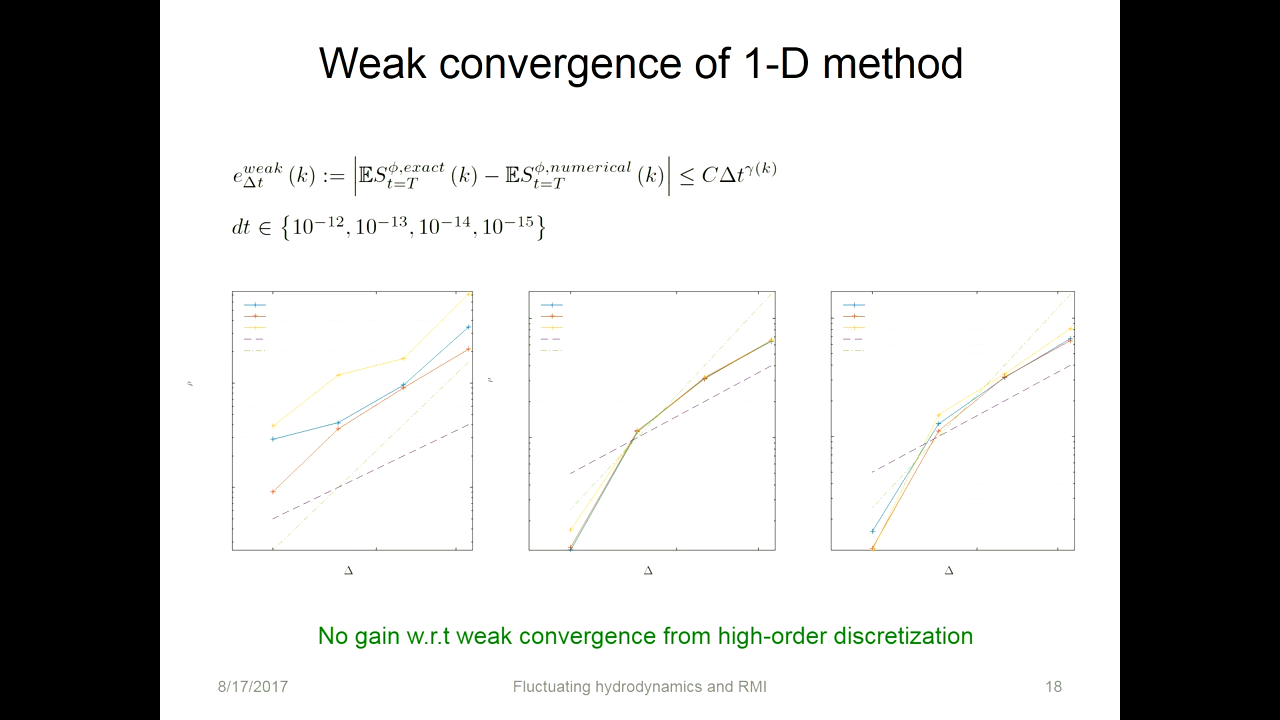 Weak convergence of 1-D method
e^{weak}_{Δt} (k) := |𝔼S^{ϕ,exact}_{t=T} (k) − 𝔼S^{ϕ,numerical}_{t=T} (k)| ≤ CΔt^{γ(k)}
dt ∈ {10^{−12}, 10^{−13}, 10^{−14}, 10^{−15}}
Δ
Δ
Δ
No gain w.r.t weak convergence from high-order discretization
8/17/2017
Fluctuating hydrodynamics and RMI
18